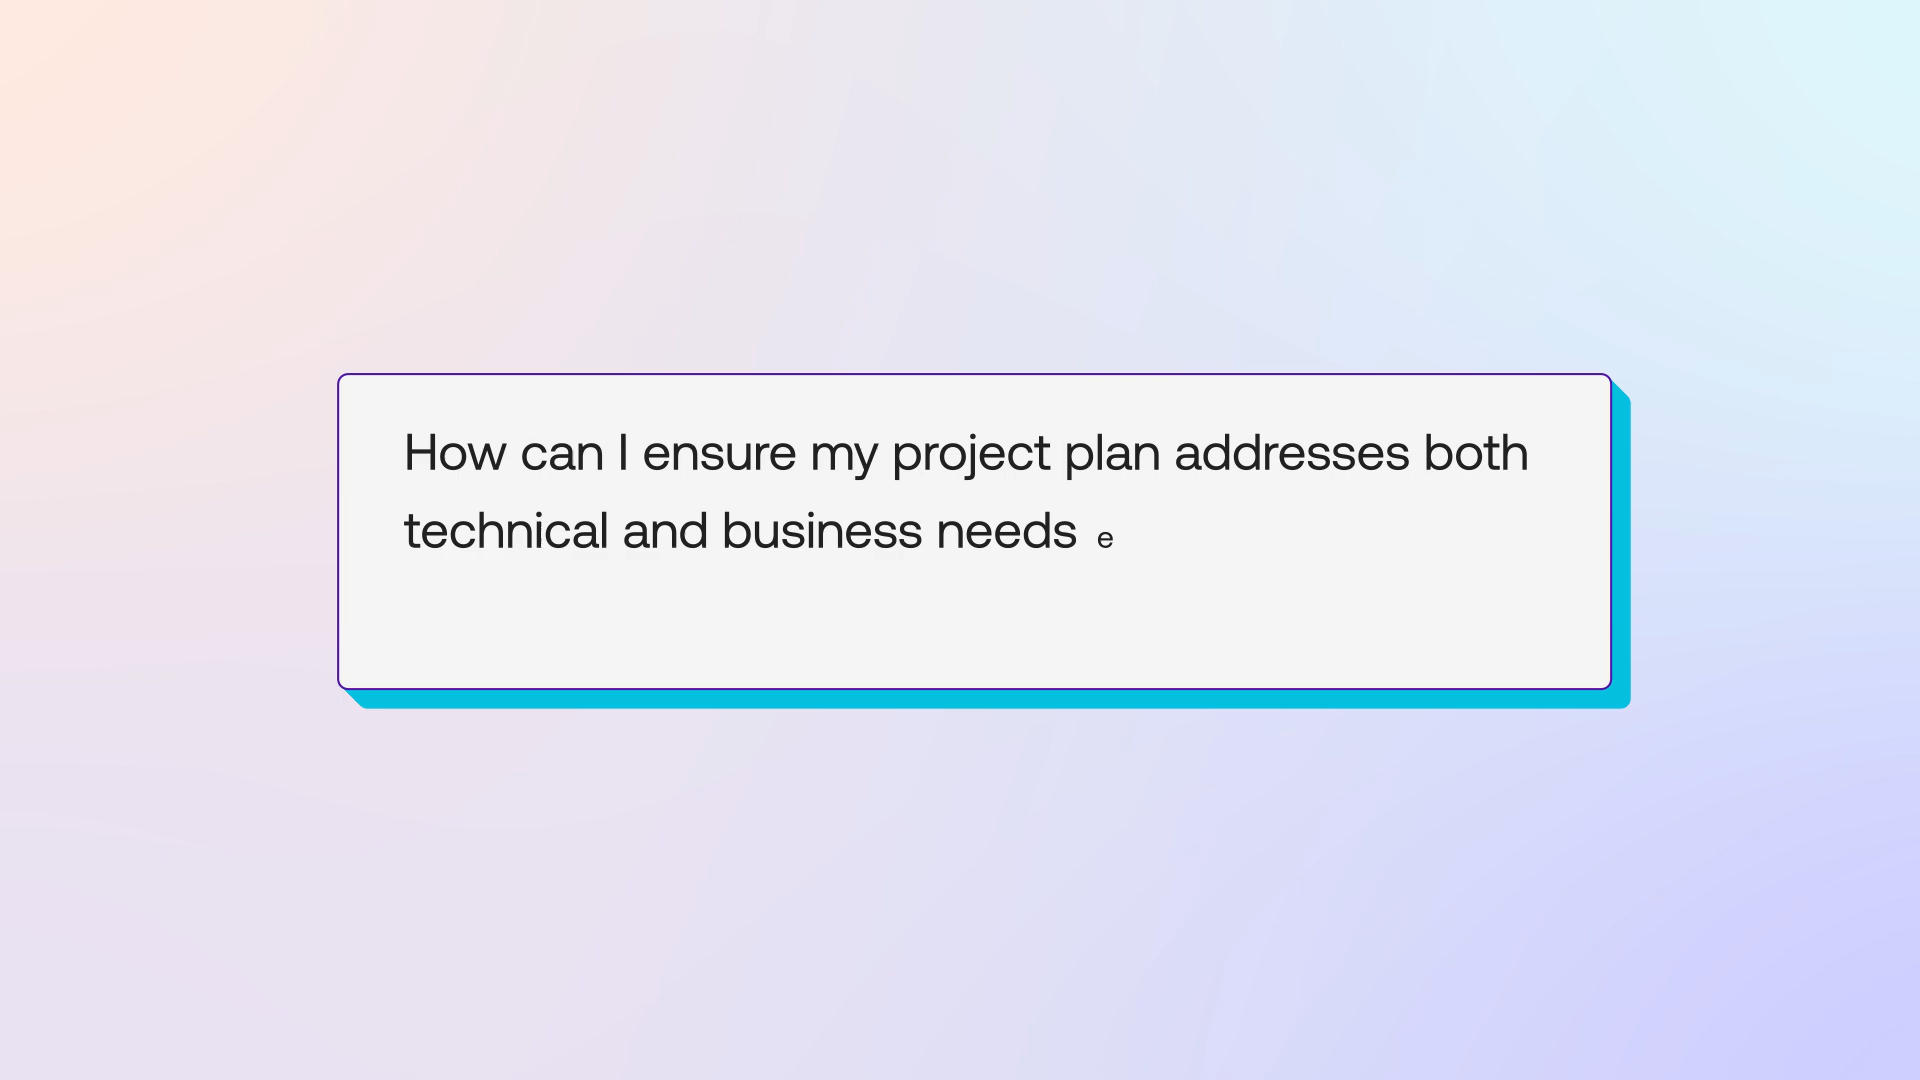 How can I ensure my project plan addresses both
technical and business needs e